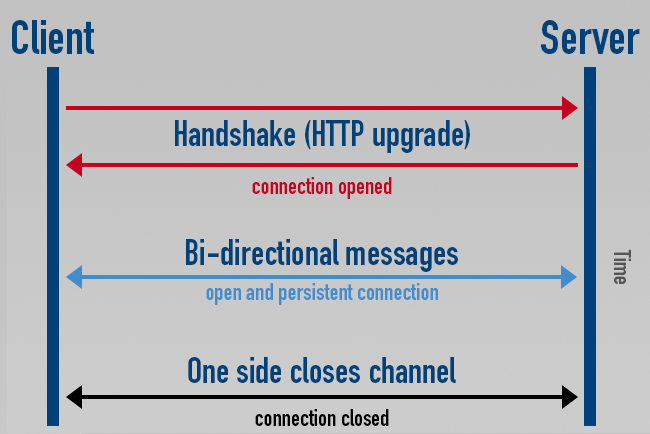 Client
Server
Handshake (HTTP upgrade)
connection opened
Bi-directional messages
open and persistent connection
Time
One side closes channel
connection closed